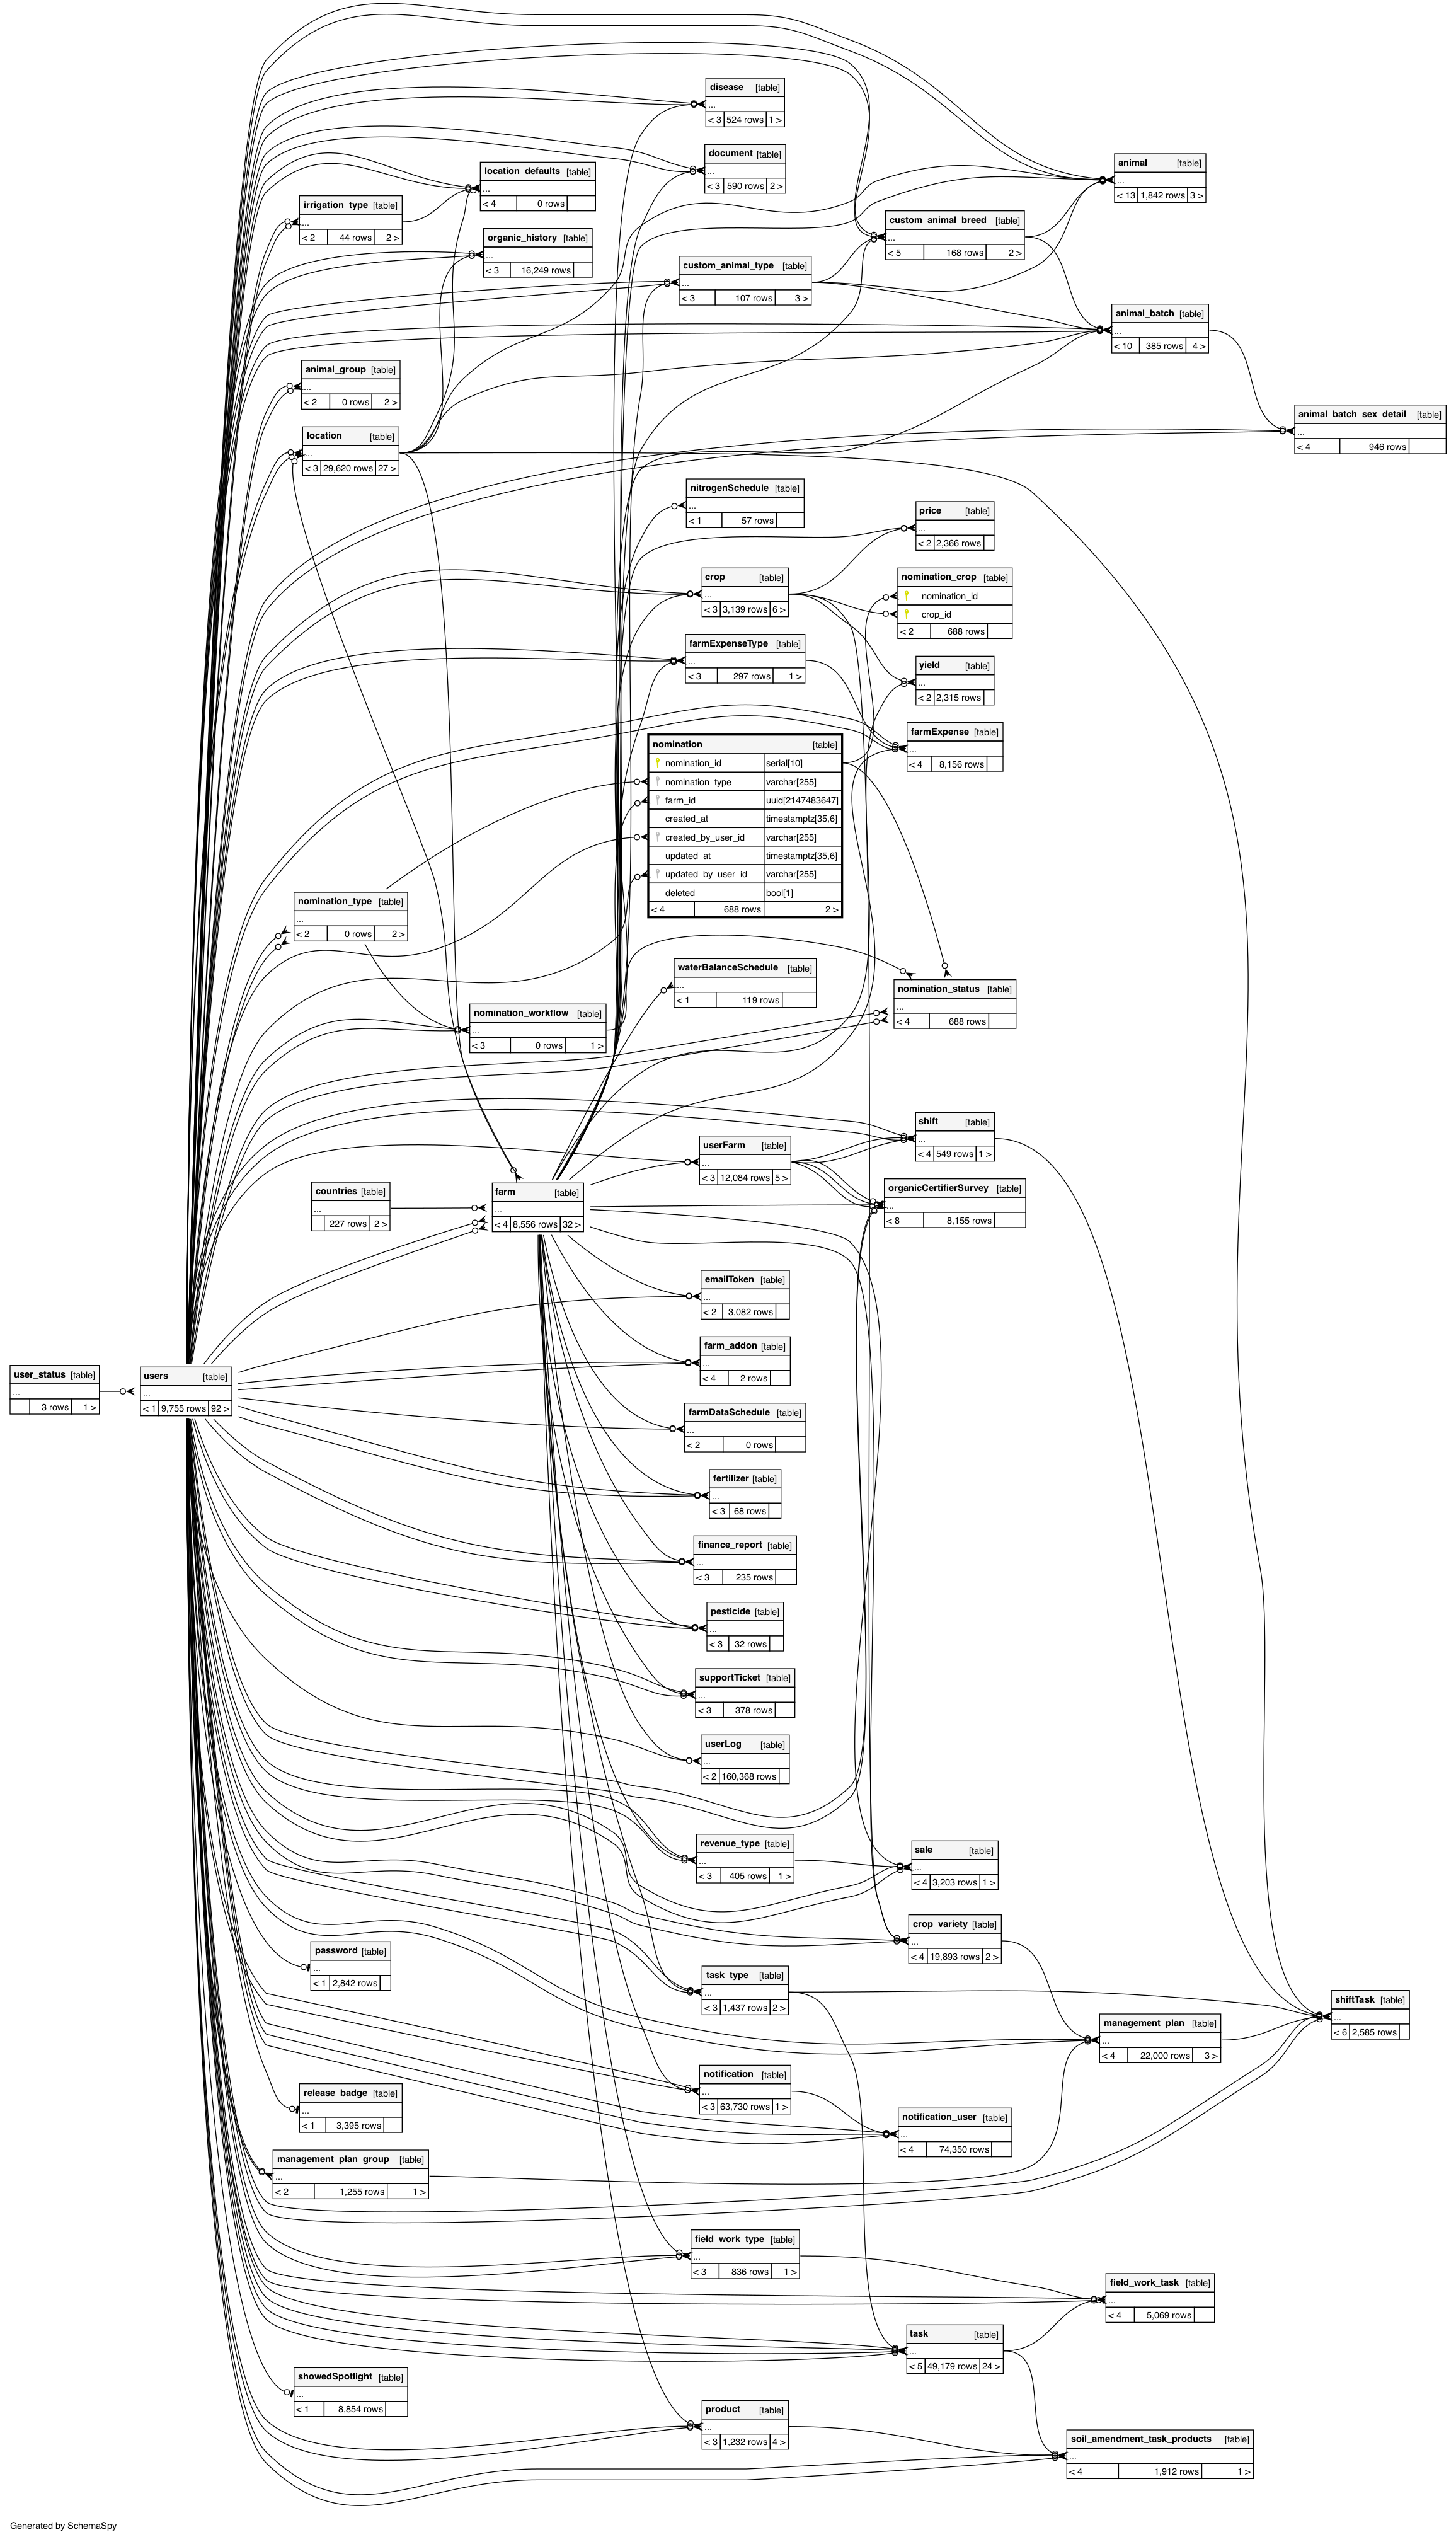 disease [table]
...
< 3 524 rows 1 >
document [table]
...
< 3 590 rows 2 >
animal [table]
...
< 13 1,842 rows 3 >
location_defaults [table]
...
< 4 0 rows
irrigation_type [table]
...
< 2 44 rows 2 >
custom_animal_breed [table]
...
< 5 168 rows 2 >
organic_history [table]
...
< 3 16,249 rows
custom_animal_type [table]
...
< 3 107 rows 3 >
animal_batch [table]
...
< 10 385 rows 4 >
animal_group [table]
...
< 2 0 rows 2 >
animal_batch_sex_detail [table]
...
< 4 946 rows
location [table]
...
< 3 29,620 rows 27 >
nitrogenSchedule [table]
...
< 1 57 rows
price [table]
...
< 2 2,366 rows
crop [table]
...
< 3 3,139 rows 6 >
nomination_crop [table]
nomination_id
crop_id
< 2 688 rows
farmExpenseType [table]
...
< 3 297 rows 1 >
yield [table]
...
< 2 2,315 rows
farmExpense [table]
...
< 4 8,156 rows
nomination [table]
nomination_id serial[10]
nomination_type varchar[255]
farm_id uuid[2147483647]
created_at timestamptz[35,6]
created_by_user_id varchar[255]
updated_at timestamptz[35,6]
updated_by_user_id varchar[255]
deleted bool[1]
< 4 688 rows 2 >
nomination_type [table]
...
< 2 0 rows 2 >
waterBalanceSchedule [table]
...
< 1 119 rows
nomination_status [table]
...
< 4 688 rows
nomination_workflow [table]
...
< 3 0 rows 1 >
shift [table]
...
< 4 549 rows 1 >
userFarm [table]
...
< 3 12,084 rows 5 >
countries [table]
...
227 rows 2 >
farm [table]
...
< 4 8,556 rows 32 >
organicCertifierSurvey [table]
...
< 8 8,155 rows
emailToken [table]
...
< 2 3,082 rows
farm_addon [table]
...
< 4 2 rows
user_status [table]
...
3 rows 1 >
users [table]
...
< 1 9,755 rows 92 >
farmDataSchedule [table]
...
< 2 0 rows
fertilizer [table]
...
< 3 68 rows
finance_report [table]
...
< 3 235 rows
pesticide [table]
...
< 3 32 rows
supportTicket [table]
...
< 3 378 rows
userLog [table]
...
< 2 160,368 rows
revenue_type [table]
...
< 3 405 rows 1 >
sale [table]
...
< 4 3,203 rows 1 >
crop_variety [table]
...
< 4 19,893 rows 2 >
password [table]
...
< 1 2,842 rows
task_type [table]
...
< 3 1,437 rows 2 >
shiftTask [table]
...
< 6 2,585 rows
management_plan [table]
...
< 4 22,000 rows 3 >
notification [table]
...
< 3 63,730 rows 1 >
release_badge [table]
...
< 1 3,395 rows
notification_user [table]
...
< 4 74,350 rows
management_plan_group [table]
...
< 2 1,255 rows 1 >
field_work_type [table]
...
< 3 836 rows 1 >
field_work_task [table]
...
< 4 5,069 rows
task [table]
...
< 5 49,179 rows 24 >
showedSpotlight [table]
...
< 1 8,854 rows
product [table]
...
< 3 1,232 rows 4 >
soil_amendment_task_products [table]
...
< 4 1,912 rows 1 >
Generated by SchemaSpy